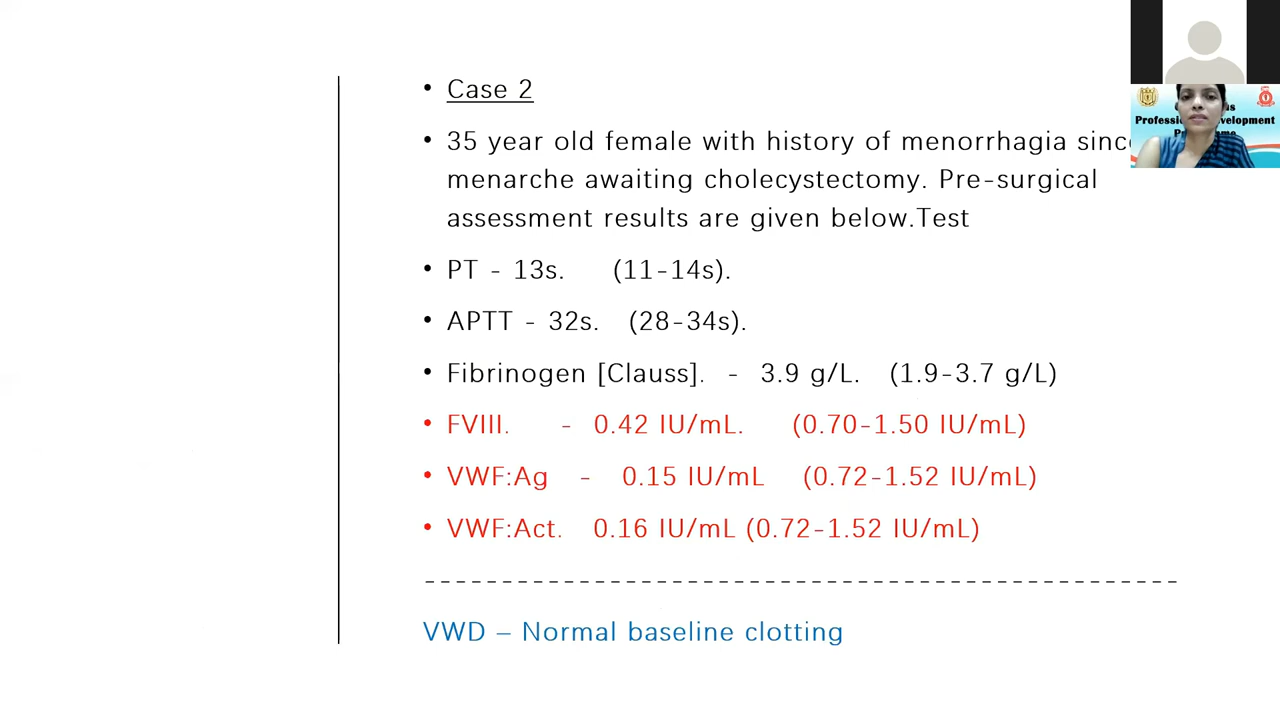 Case 2
35 year old female with history of menorrhagia since
menarche awaiting cholecystectomy. Pre-surgical
assessment results are given below.Test
PT - 13s. (11-14s).
APTT - 32s. (28-34s).
Fibrinogen [Clauss]. - 3.9 g/L. (1.9-3.7 g/L)
FVIII. - 0.42 IU/mL. (0.70-1.50 IU/mL)
VWF:Ag - 0.15 IU/mL (0.72-1.52 IU/mL)
VWF:Act. 0.16 IU/mL (0.72-1.52 IU/mL)
VWD – Normal baseline clotting